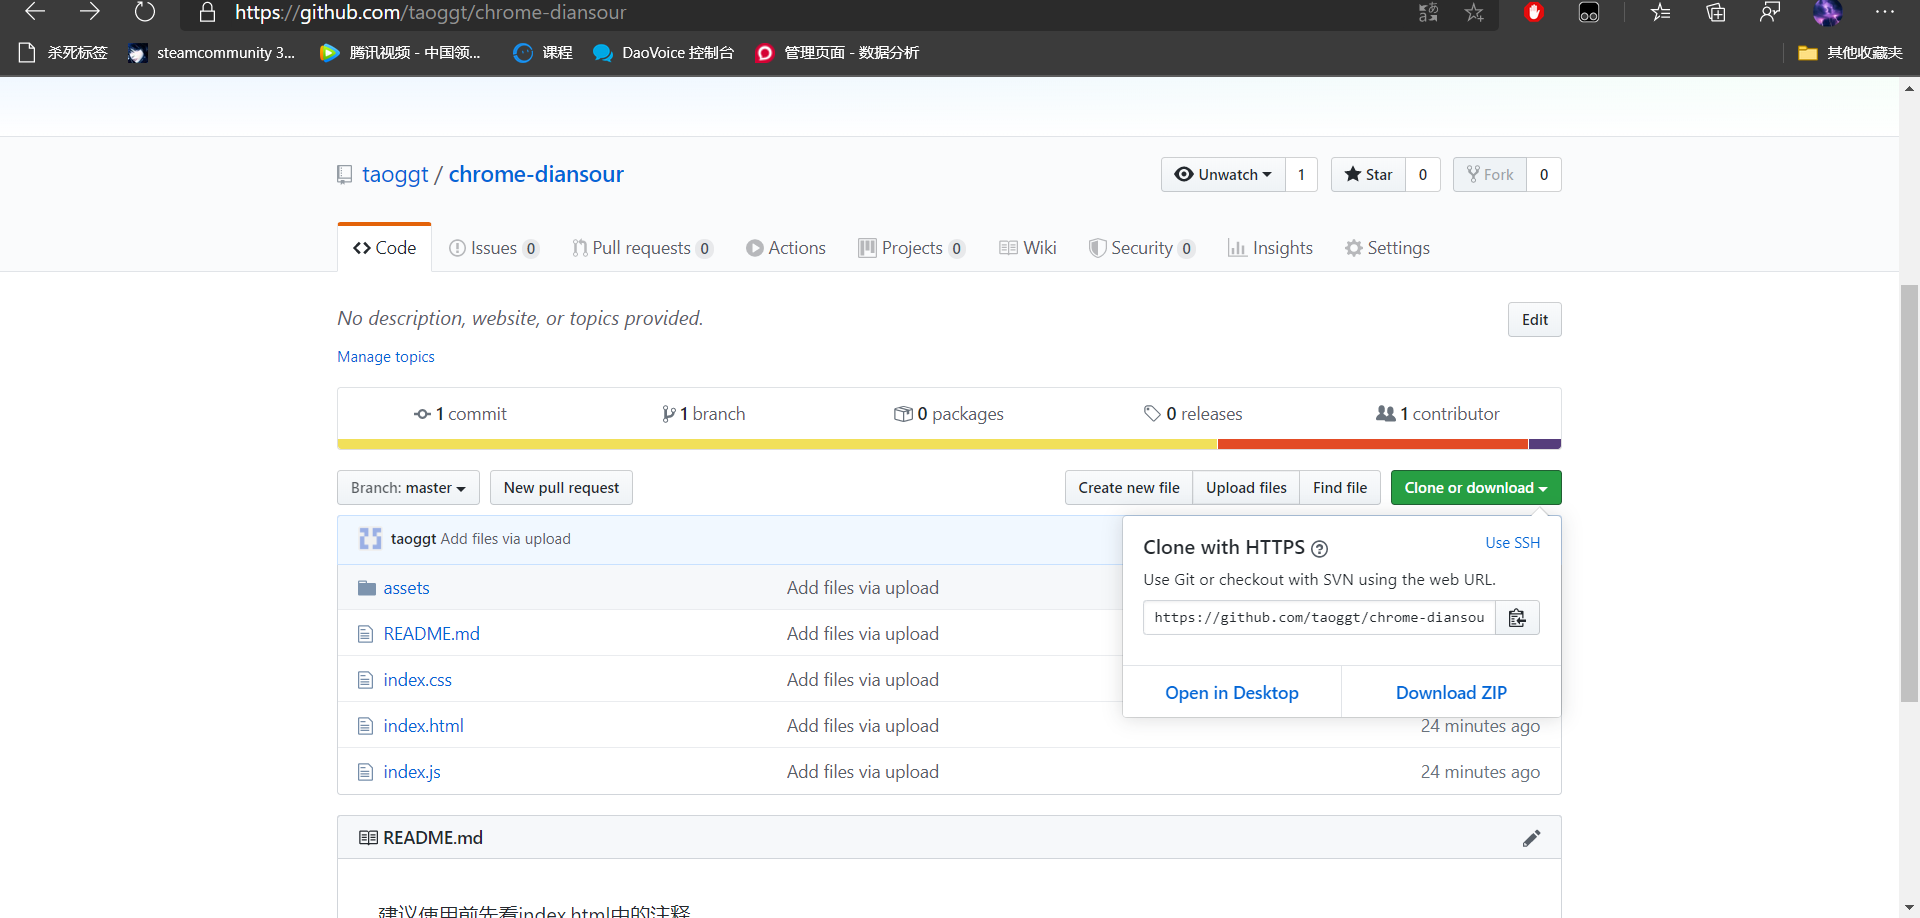 https://github.com/taoggt/chrome-diansour
杀死标签 steamcommunity 3... 腾讯视频 - 中国领... 课程 DaoVoice 控制台 管理页面 - 数据分析 其他收藏夹
taoggt / chrome-diansour Unwatch 1 Star 0 Fork 0
Code Issues 0 Pull requests 0 Actions Projects 0 Wiki Security 0 Insights Settings
No description, website, or topics provided. Edit
Manage topics
1 commit 1 branch 0 packages 0 releases 1 contributor
Branch: master New pull request Create new file Upload files Find file Clone or download
taoggt Add files via upload
Clone with HTTPS Use SSH
Use Git or checkout with SVN using the web URL.
https://github.com/taoggt/chrome-diansou
Open in Desktop Download ZIP
assets Add files via upload
README.md Add files via upload
index.css Add files via upload
index.html Add files via upload 24 minutes ago
index.js Add files via upload 24 minutes ago
README.md
建议使用前先看index.html中的注释